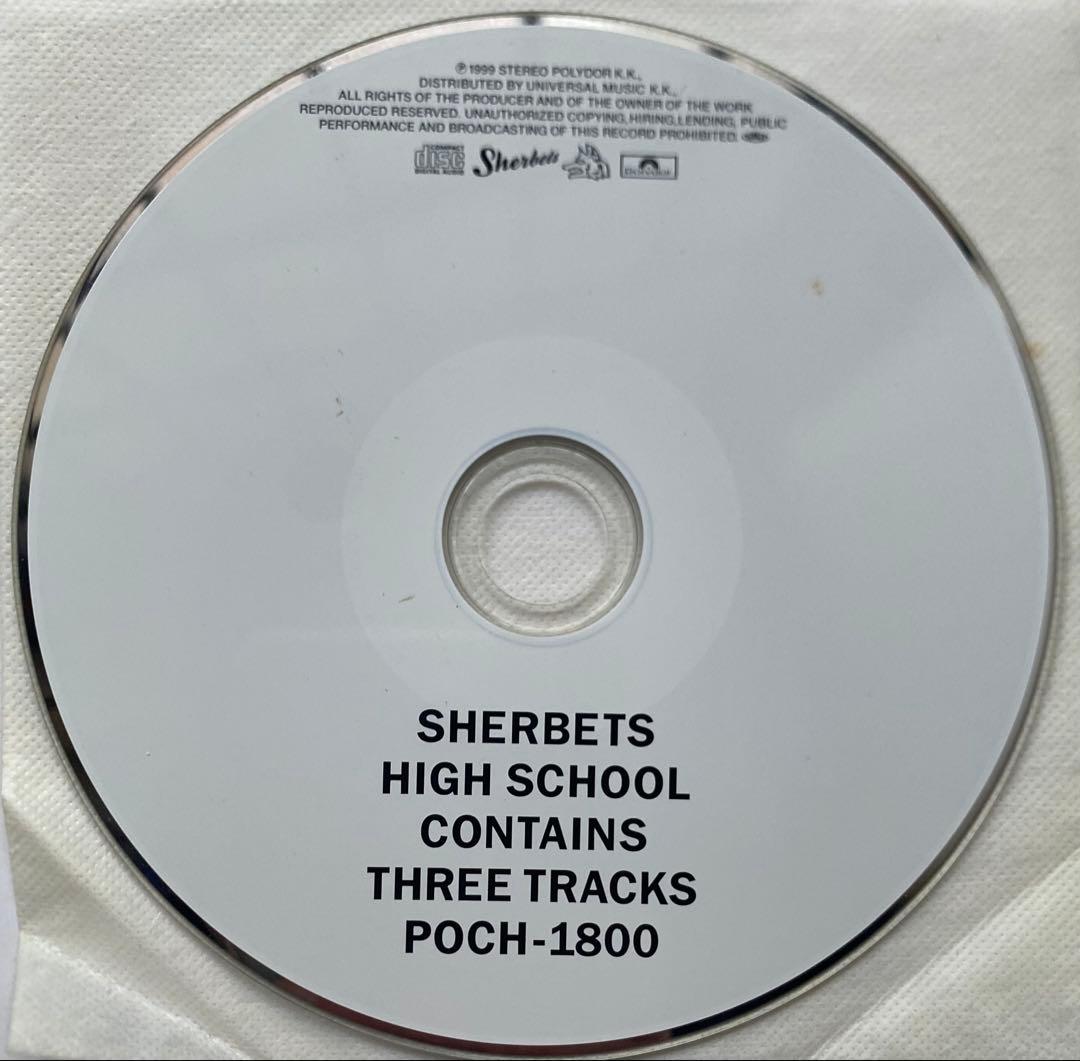 ℗1999 STEREO POLYDOR K.K.,
DISTRIBUTED BY UNIVERSAL MUSIC K.K.,
ALL RIGHTS OF THE PRODUCER AND OF THE OWNER OF THE WORK
REPRODUCED RESERVED. UNAUTHORIZED COPYING,HIRING,LENDING, PUBLIC
PERFORMANCE AND BROADCASTING OF THIS RECORD PROHIBITED.
COMPACT disc DIGITAL AUDIO Sherbets Polydor
SHERBETS
HIGH SCHOOL
CONTAINS
THREE TRACKS
POCH-1800